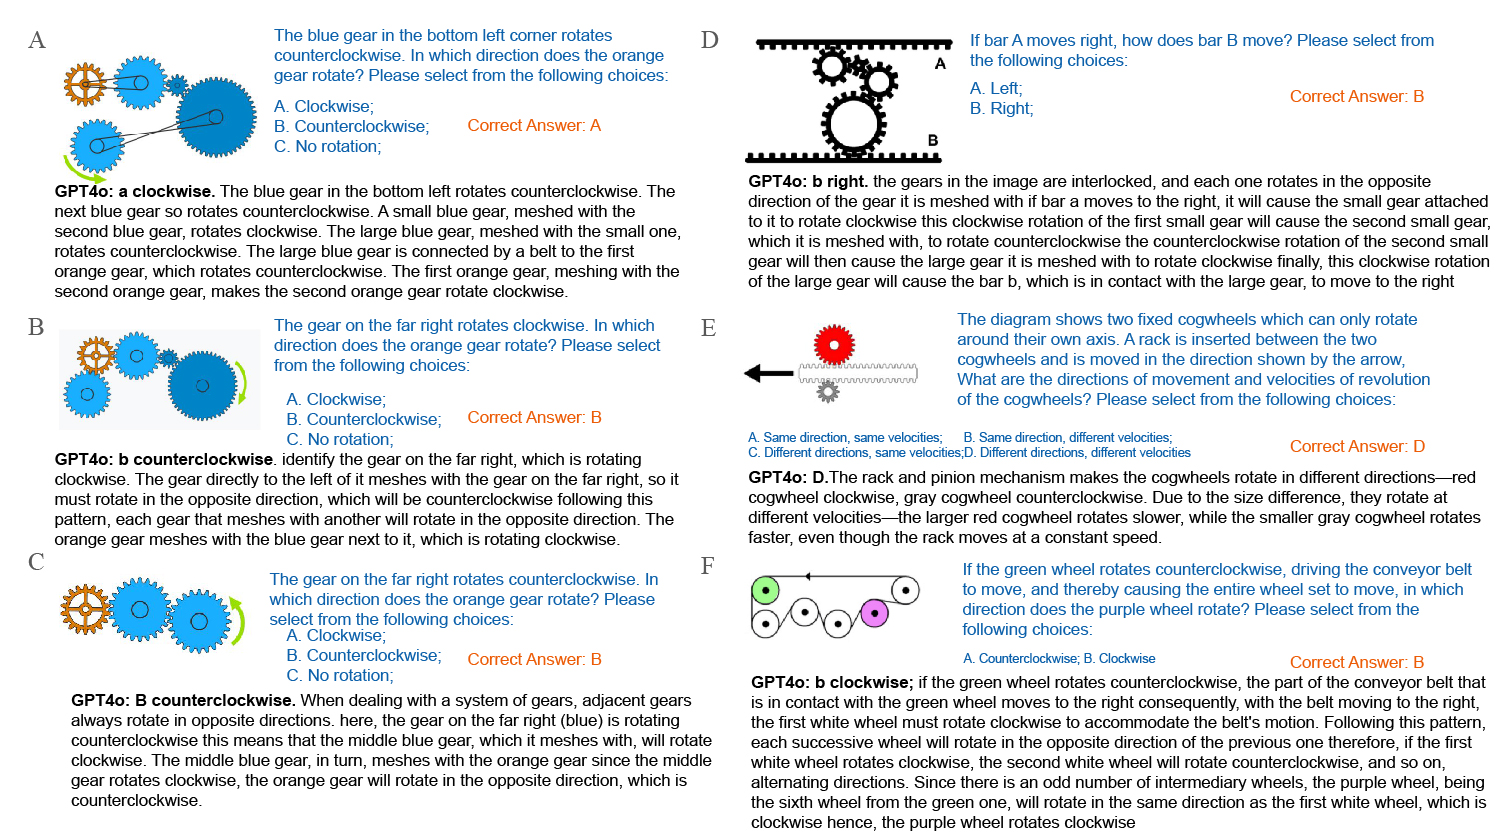 A
The blue gear in the bottom left corner rotates
counterclockwise. In which direction does the orange
gear rotate? Please select from the following choices:
A. Clockwise;
B. Counterclockwise;
C. No rotation;
Correct Answer: A
GPT4o: a clockwise. The blue gear in the bottom left rotates counterclockwise. The
next blue gear so rotates counterclockwise. A small blue gear, meshed with the
second blue gear, rotates clockwise. The large blue gear, meshed with the small one,
rotates counterclockwise. The large blue gear is connected by a belt to the first
orange gear, which rotates counterclockwise. The first orange gear, meshing with the
second orange gear, makes the second orange gear rotate clockwise.
B
The gear on the far right rotates clockwise. In which
direction does the orange gear rotate? Please select
from the following choices:
A. Clockwise;
B. Counterclockwise;
C. No rotation;
Correct Answer: B
GPT4o: b counterclockwise. identify the gear on the far right, which is rotating
clockwise. The gear directly to the left of it meshes with the gear on the far right, so it
must rotate in the opposite direction, which will be counterclockwise following this
pattern, each gear that meshes with another will rotate in the opposite direction. The
orange gear meshes with the blue gear next to it, which is rotating clockwise.
C
The gear on the far right rotates counterclockwise. In
which direction does the orange gear rotate? Please
select from the following choices:
A. Clockwise;
B. Counterclockwise;
C. No rotation;
Correct Answer: B
GPT4o: B counterclockwise. When dealing with a system of gears, adjacent gears
always rotate in opposite directions. here, the gear on the far right (blue) is rotating
counterclockwise this means that the middle blue gear, which it meshes with, will rotate
clockwise. The middle blue gear, in turn, meshes with the orange gear since the middle
gear rotates clockwise, the orange gear will rotate in the opposite direction, which is
counterclockwise.
D
A
B
If bar A moves right, how does bar B move? Please select from
the following choices:
A. Left;
B. Right;
Correct Answer: B
GPT4o: b right. the gears in the image are interlocked, and each one rotates in the opposite
direction of the gear it is meshed with if bar a moves to the right, it will cause the small gear attached
to it to rotate clockwise this clockwise rotation of the first small gear will cause the second small gear,
which it is meshed with, to rotate counterclockwise the counterclockwise rotation of the second small
gear will then cause the large gear it is meshed with to rotate clockwise finally, this clockwise rotation
of the large gear will cause the bar b, which is in contact with the large gear, to move to the right
E
The diagram shows two fixed cogwheels which can only rotate
around their own axis. A rack is inserted between the two
cogwheels and is moved in the direction shown by the arrow,
What are the directions of movement and velocities of revolution
of the cogwheels? Please select from the following choices:
A. Same direction, same velocities; B. Same direction, different velocities;
C. Different directions, same velocities;D. Different directions, different velocities
Correct Answer: D
GPT4o: D.The rack and pinion mechanism makes the cogwheels rotate in different directions—red
cogwheel clockwise, gray cogwheel counterclockwise. Due to the size difference, they rotate at
different velocities—the larger red cogwheel rotates slower, while the smaller gray cogwheel rotates
faster, even though the rack moves at a constant speed.
F
If the green wheel rotates counterclockwise, driving the conveyor belt
to move, and thereby causing the entire wheel set to move, in which
direction does the purple wheel rotate? Please select from the
following choices:
A. Counterclockwise; B. Clockwise
Correct Answer: B
GPT4o: b clockwise; if the green wheel rotates counterclockwise, the part of the conveyor belt that
is in contact with the green wheel moves to the right consequently, with the belt moving to the right,
the first white wheel must rotate clockwise to accommodate the belt's motion. Following this pattern,
each successive wheel will rotate in the opposite direction of the previous one therefore, if the first
white wheel rotates clockwise, the second white wheel will rotate counterclockwise, and so on,
alternating directions. Since there is an odd number of intermediary wheels, the purple wheel, being
the sixth wheel from the green one, will rotate in the same direction as the first white wheel, which is
clockwise hence, the purple wheel rotates clockwise